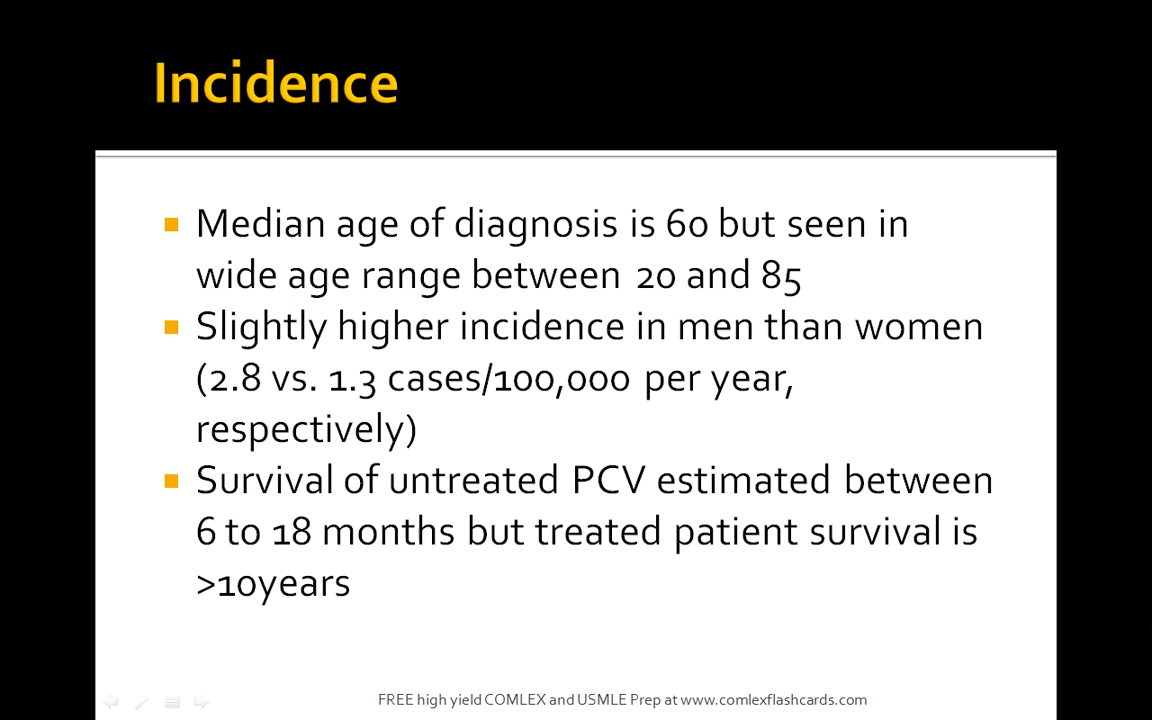 Incidence
Median age of diagnosis is 60 but seen in
wide age range between 20 and 85
Slightly higher incidence in men than women
(2.8 vs. 1.3 cases/100,000 per year,
respectively)
Survival of untreated PCV estimated between
6 to 18 months but treated patient survival is
>10years
FREE high yield COMLEX and USMLE Prep at www.comlexflashcards.com